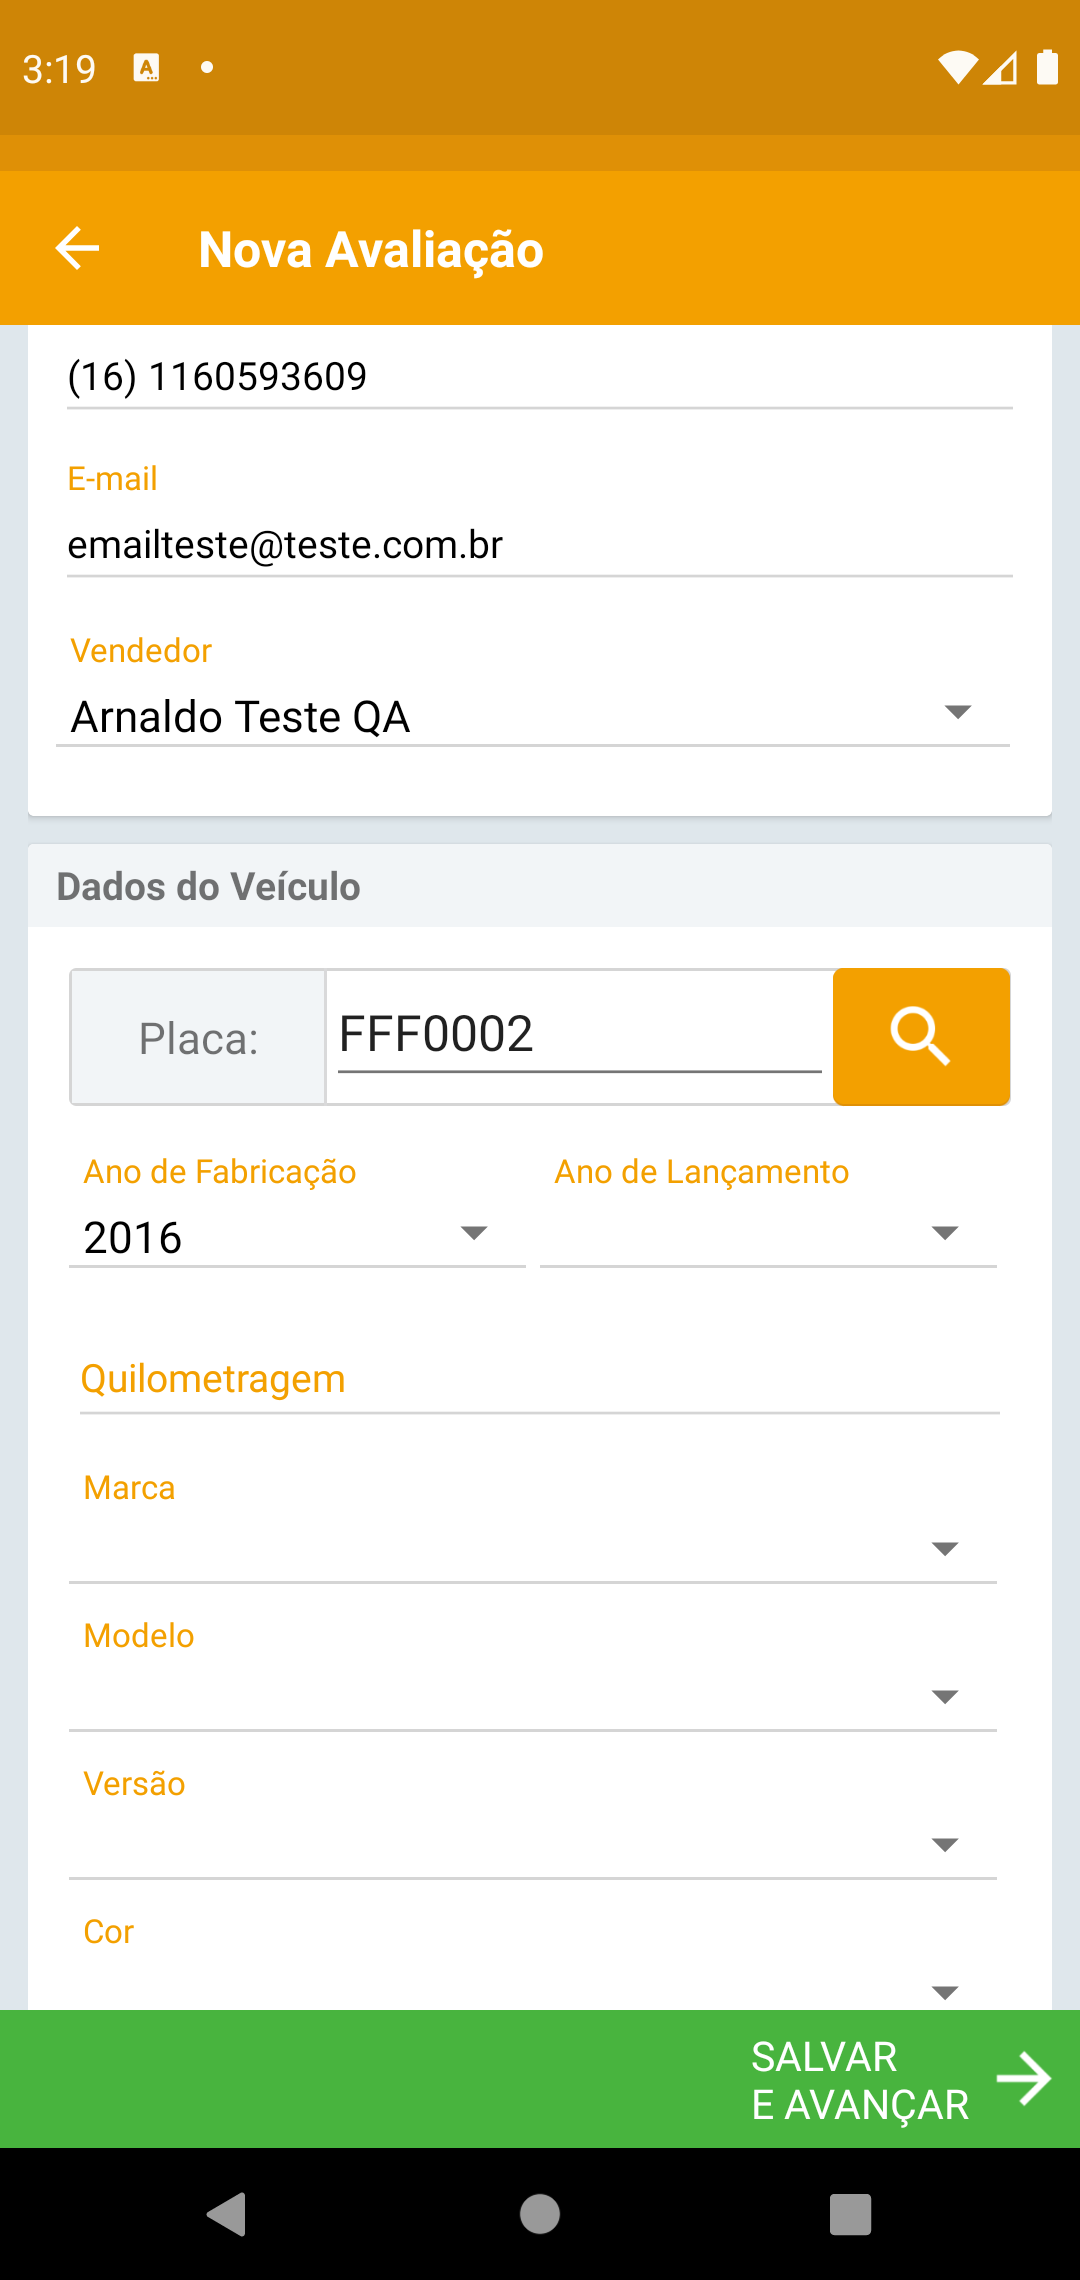 3:19
Nova Avaliação
(16) 1160593609
E-mail
emailteste@teste.com.br
Vendedor
Arnaldo Teste QA
Dados do Veículo
Placa: FFF0002
Ano de Fabricação Ano de Lançamento
2016
Quilometragem
Marca
Modelo
Versão
Cor
SALVAR
E AVANÇAR